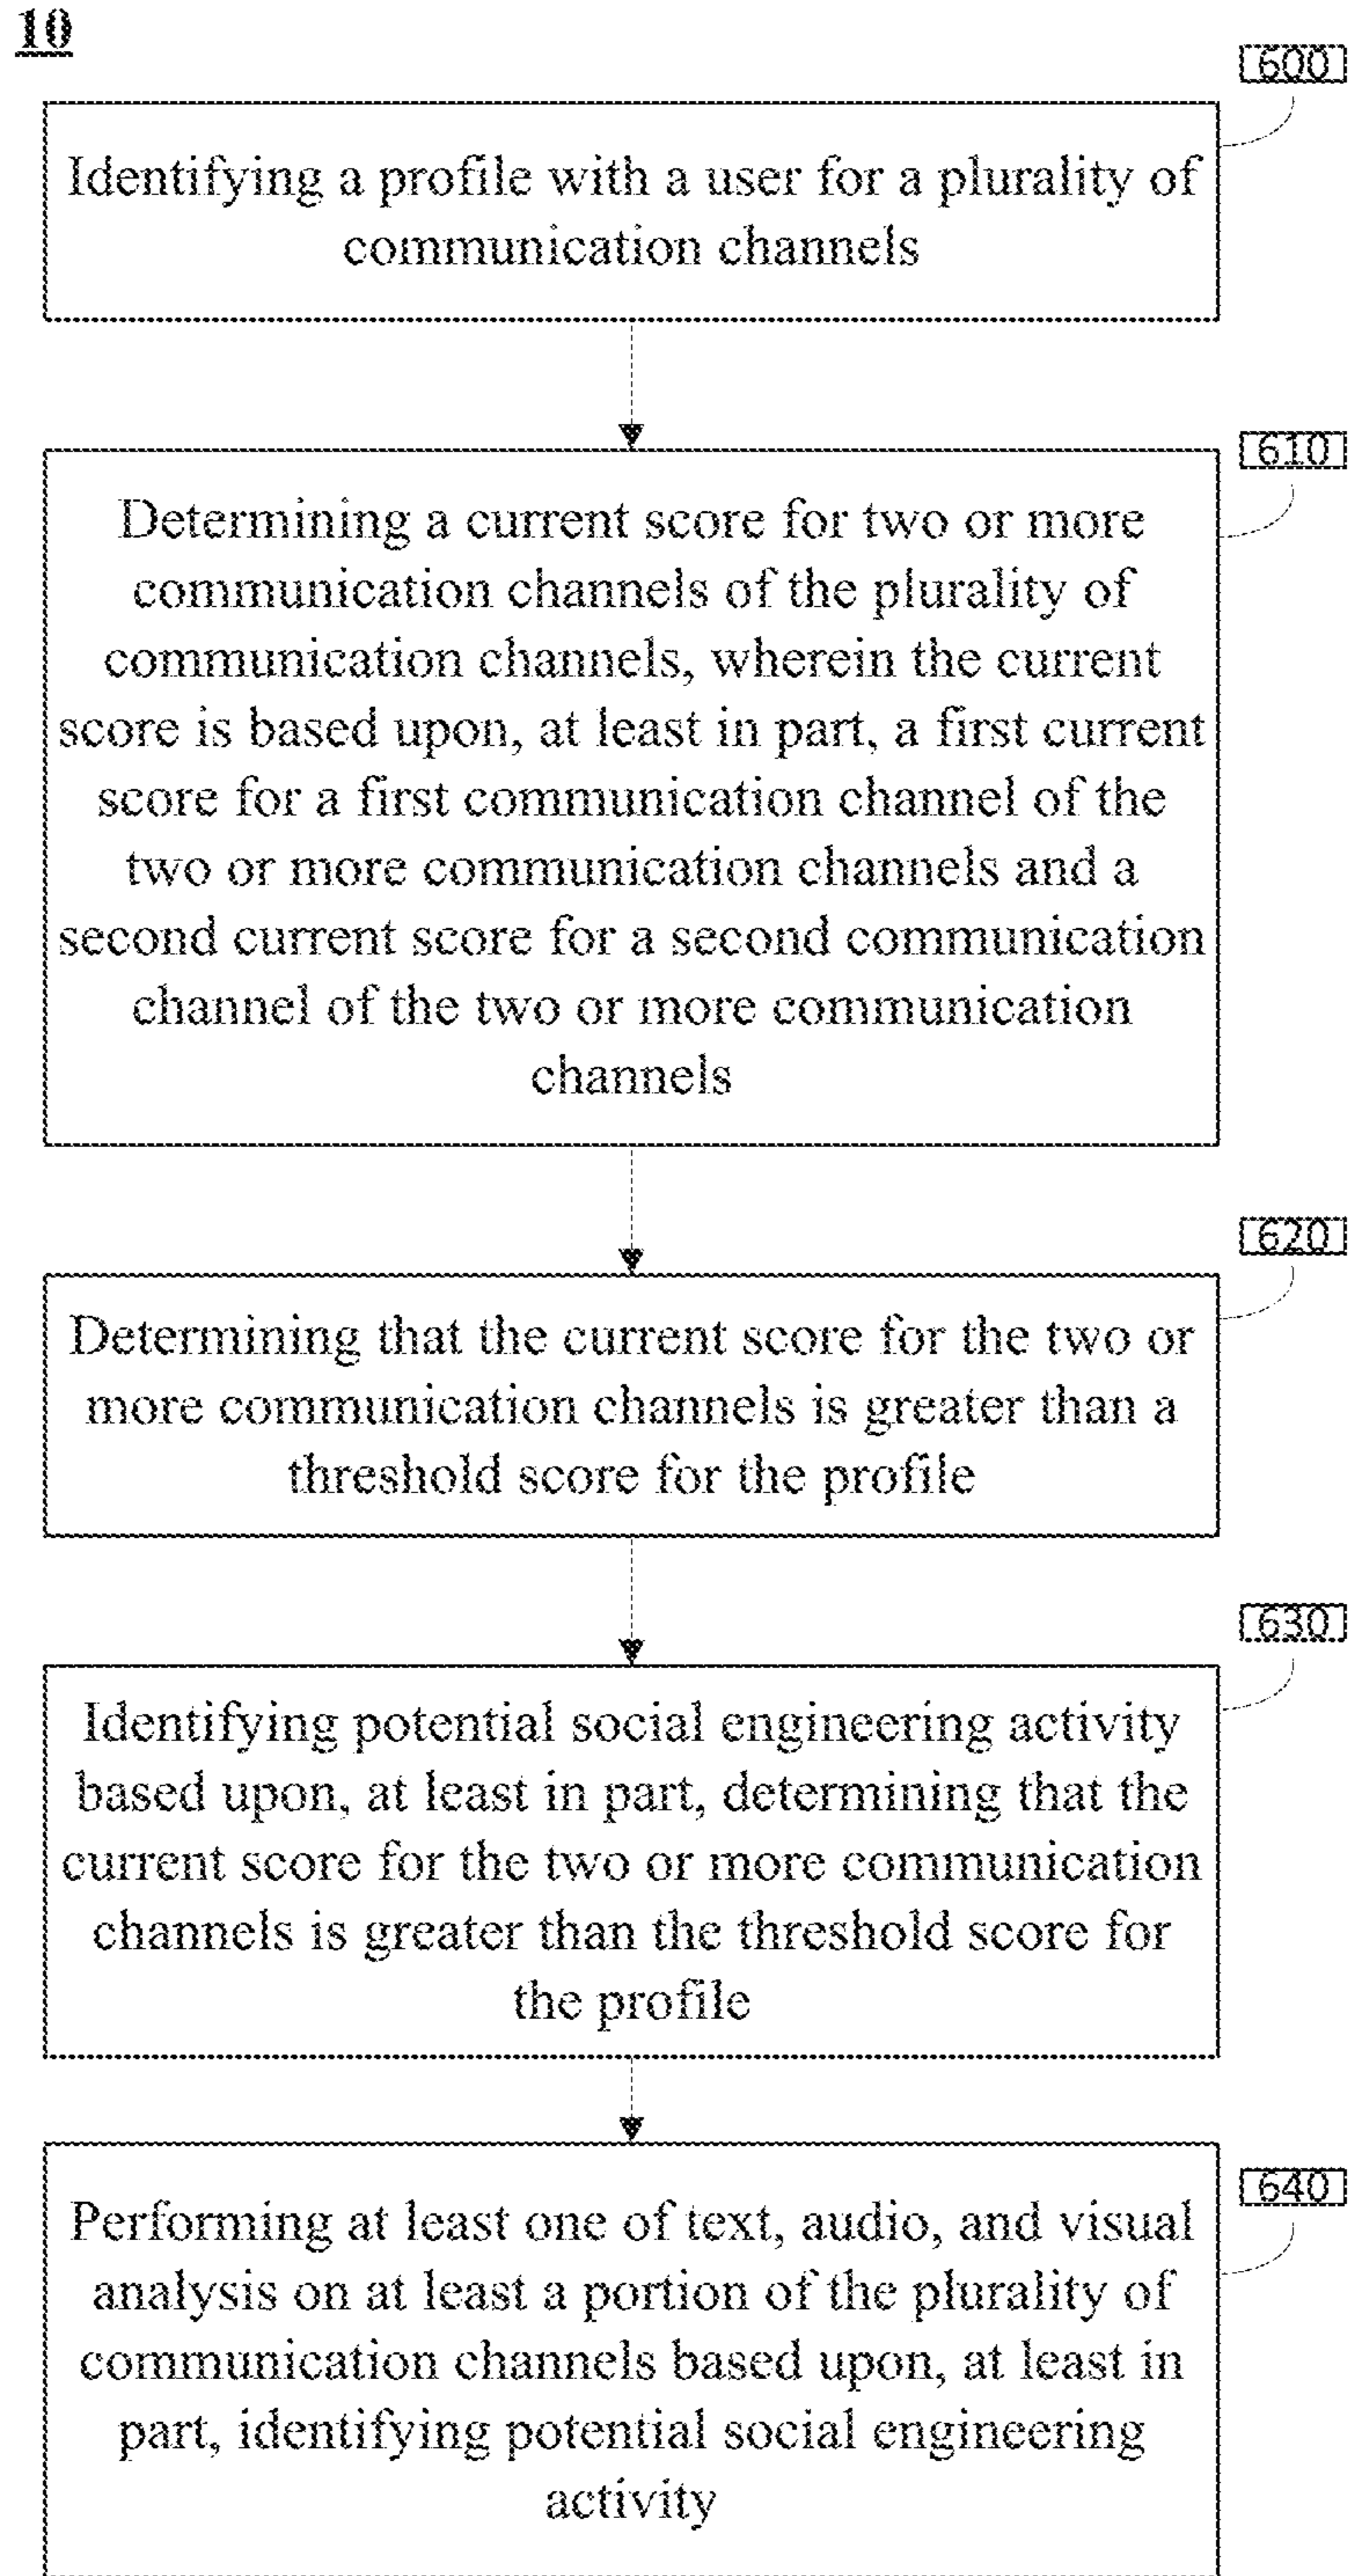 10
600
Identifying a profile with a user for a plurality of
communication channels
610
Determining a current score for two or more
communication channels of the plurality of
communication channels, wherein the current
score is based upon, at least in part, a first current
score for a first communication channel of the
two or more communication channels and a
second current score for a second communication
channel of the two or more communication
channels
620
Determining that the current score for the two or
more communication channels is greater than a
threshold score for the profile
630
Identifying potential social engineering activity
based upon, at least in part, determining that the
current score for the two or more communication
channels is greater than the threshold score for
the profile
640
Performing at least one of text, audio, and visual
analysis on at least a portion of the plurality of
communication channels based upon, at least in
part, identifying potential social engineering
activity